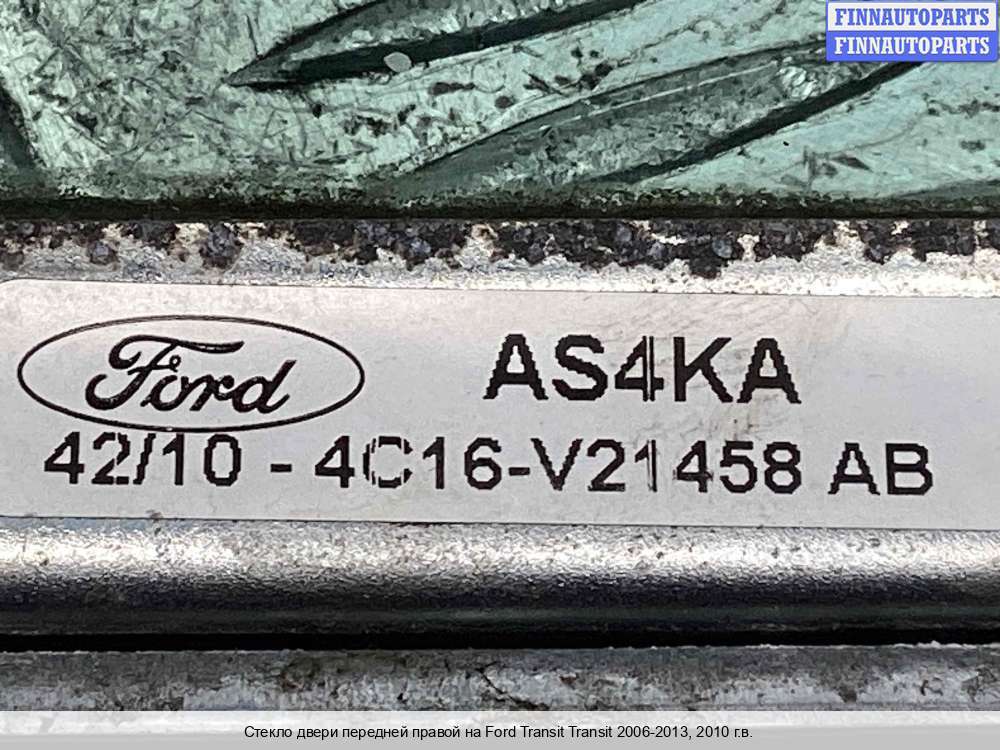 FINNAUTOPARTS
FINNAUTOPARTS
Ford AS4KA
42/10 - 4C16-V21458 AB
Стекло двери передней правой на Ford Transit Transit 2006-2013, 2010 г.в.